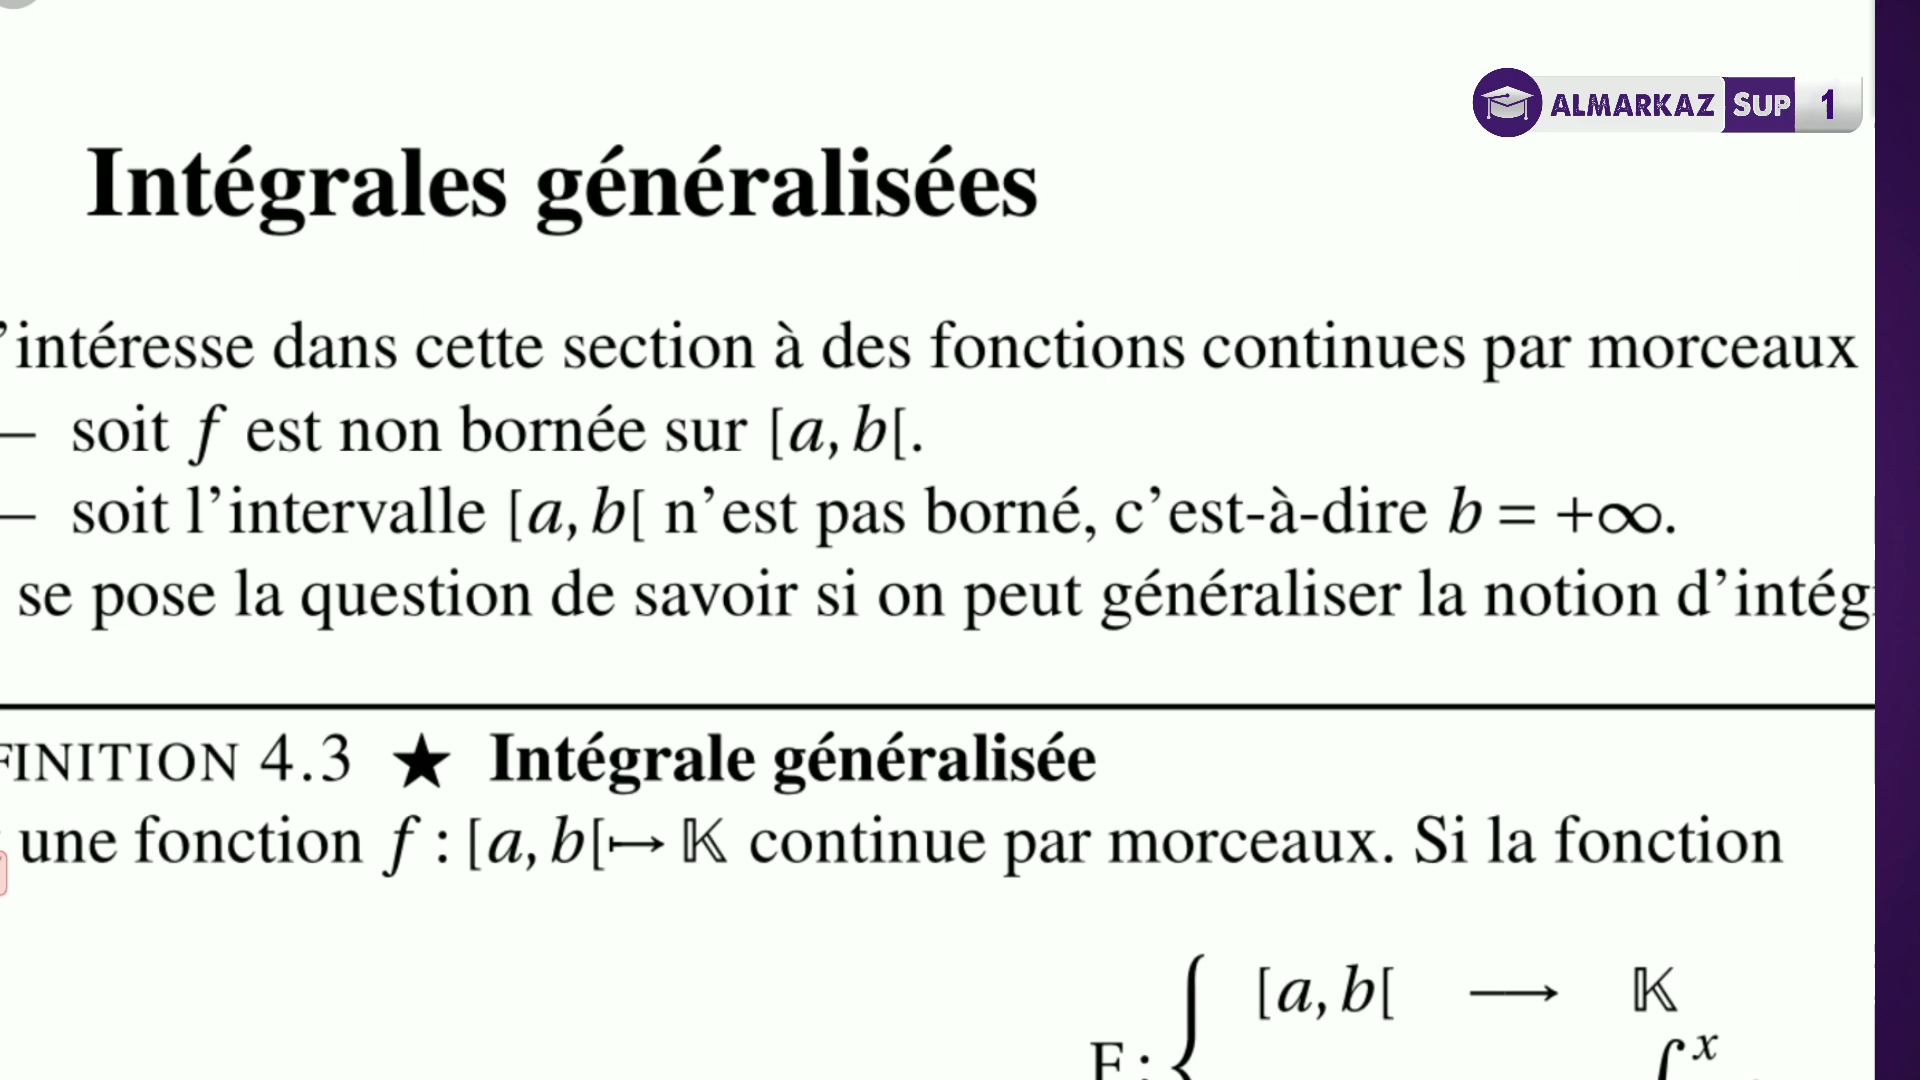 ALMARKAZ SUP 1
Intégrales généralisées
'intéresse dans cette section à des fonctions continues par morceaux
— soit f est non bornée sur [a, b[.
— soit l'intervalle [a, b[ n'est pas borné, c'est-à-dire b = +∞.
se pose la question de savoir si on peut généraliser la notion d'intég
FINITION 4.3 ★ Intégrale généralisée
une fonction f : [a, b[↦ 𝕂 continue par morceaux. Si la fonction
[a, b[ ⟶ 𝕂
F : { ∫ x